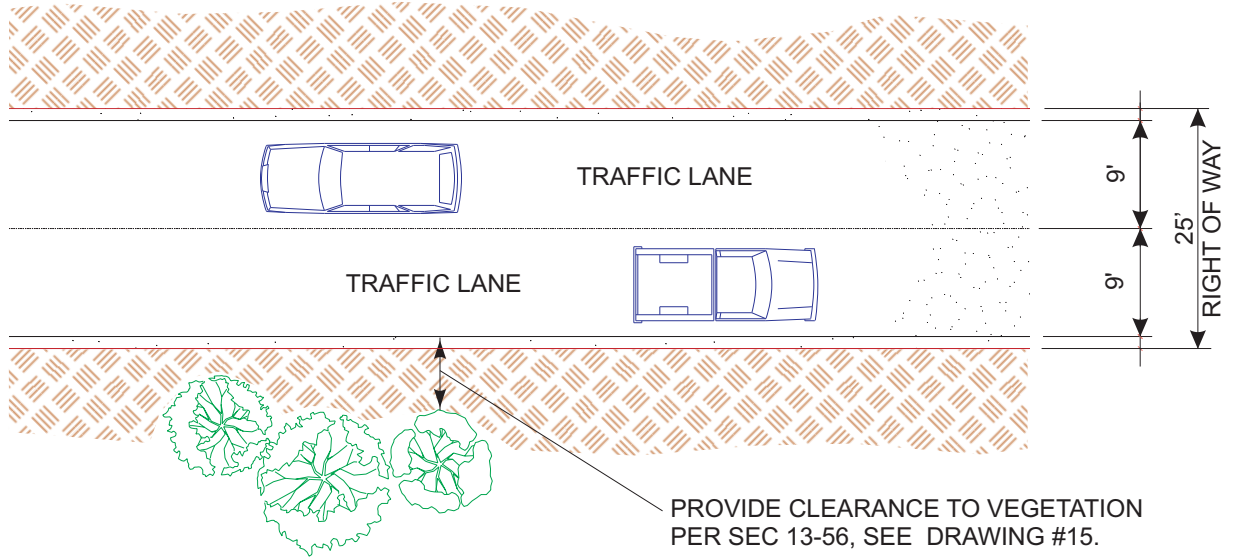 TRAFFIC LANE
TRAFFIC LANE
9'
9'
25'
RIGHT OF WAY
PROVIDE CLEARANCE TO VEGETATION
PER SEC 13-56, SEE DRAWING #15.